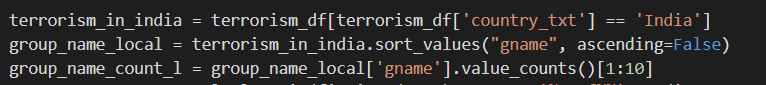 terrorism_in_india = terrorism_df[terrorism_df['country_txt'] == 'India']
group_name_local = terrorism_in_india.sort_values("gname", ascending=False)
group_name_count_l = group_name_local['gname'].value_counts()[1:10]